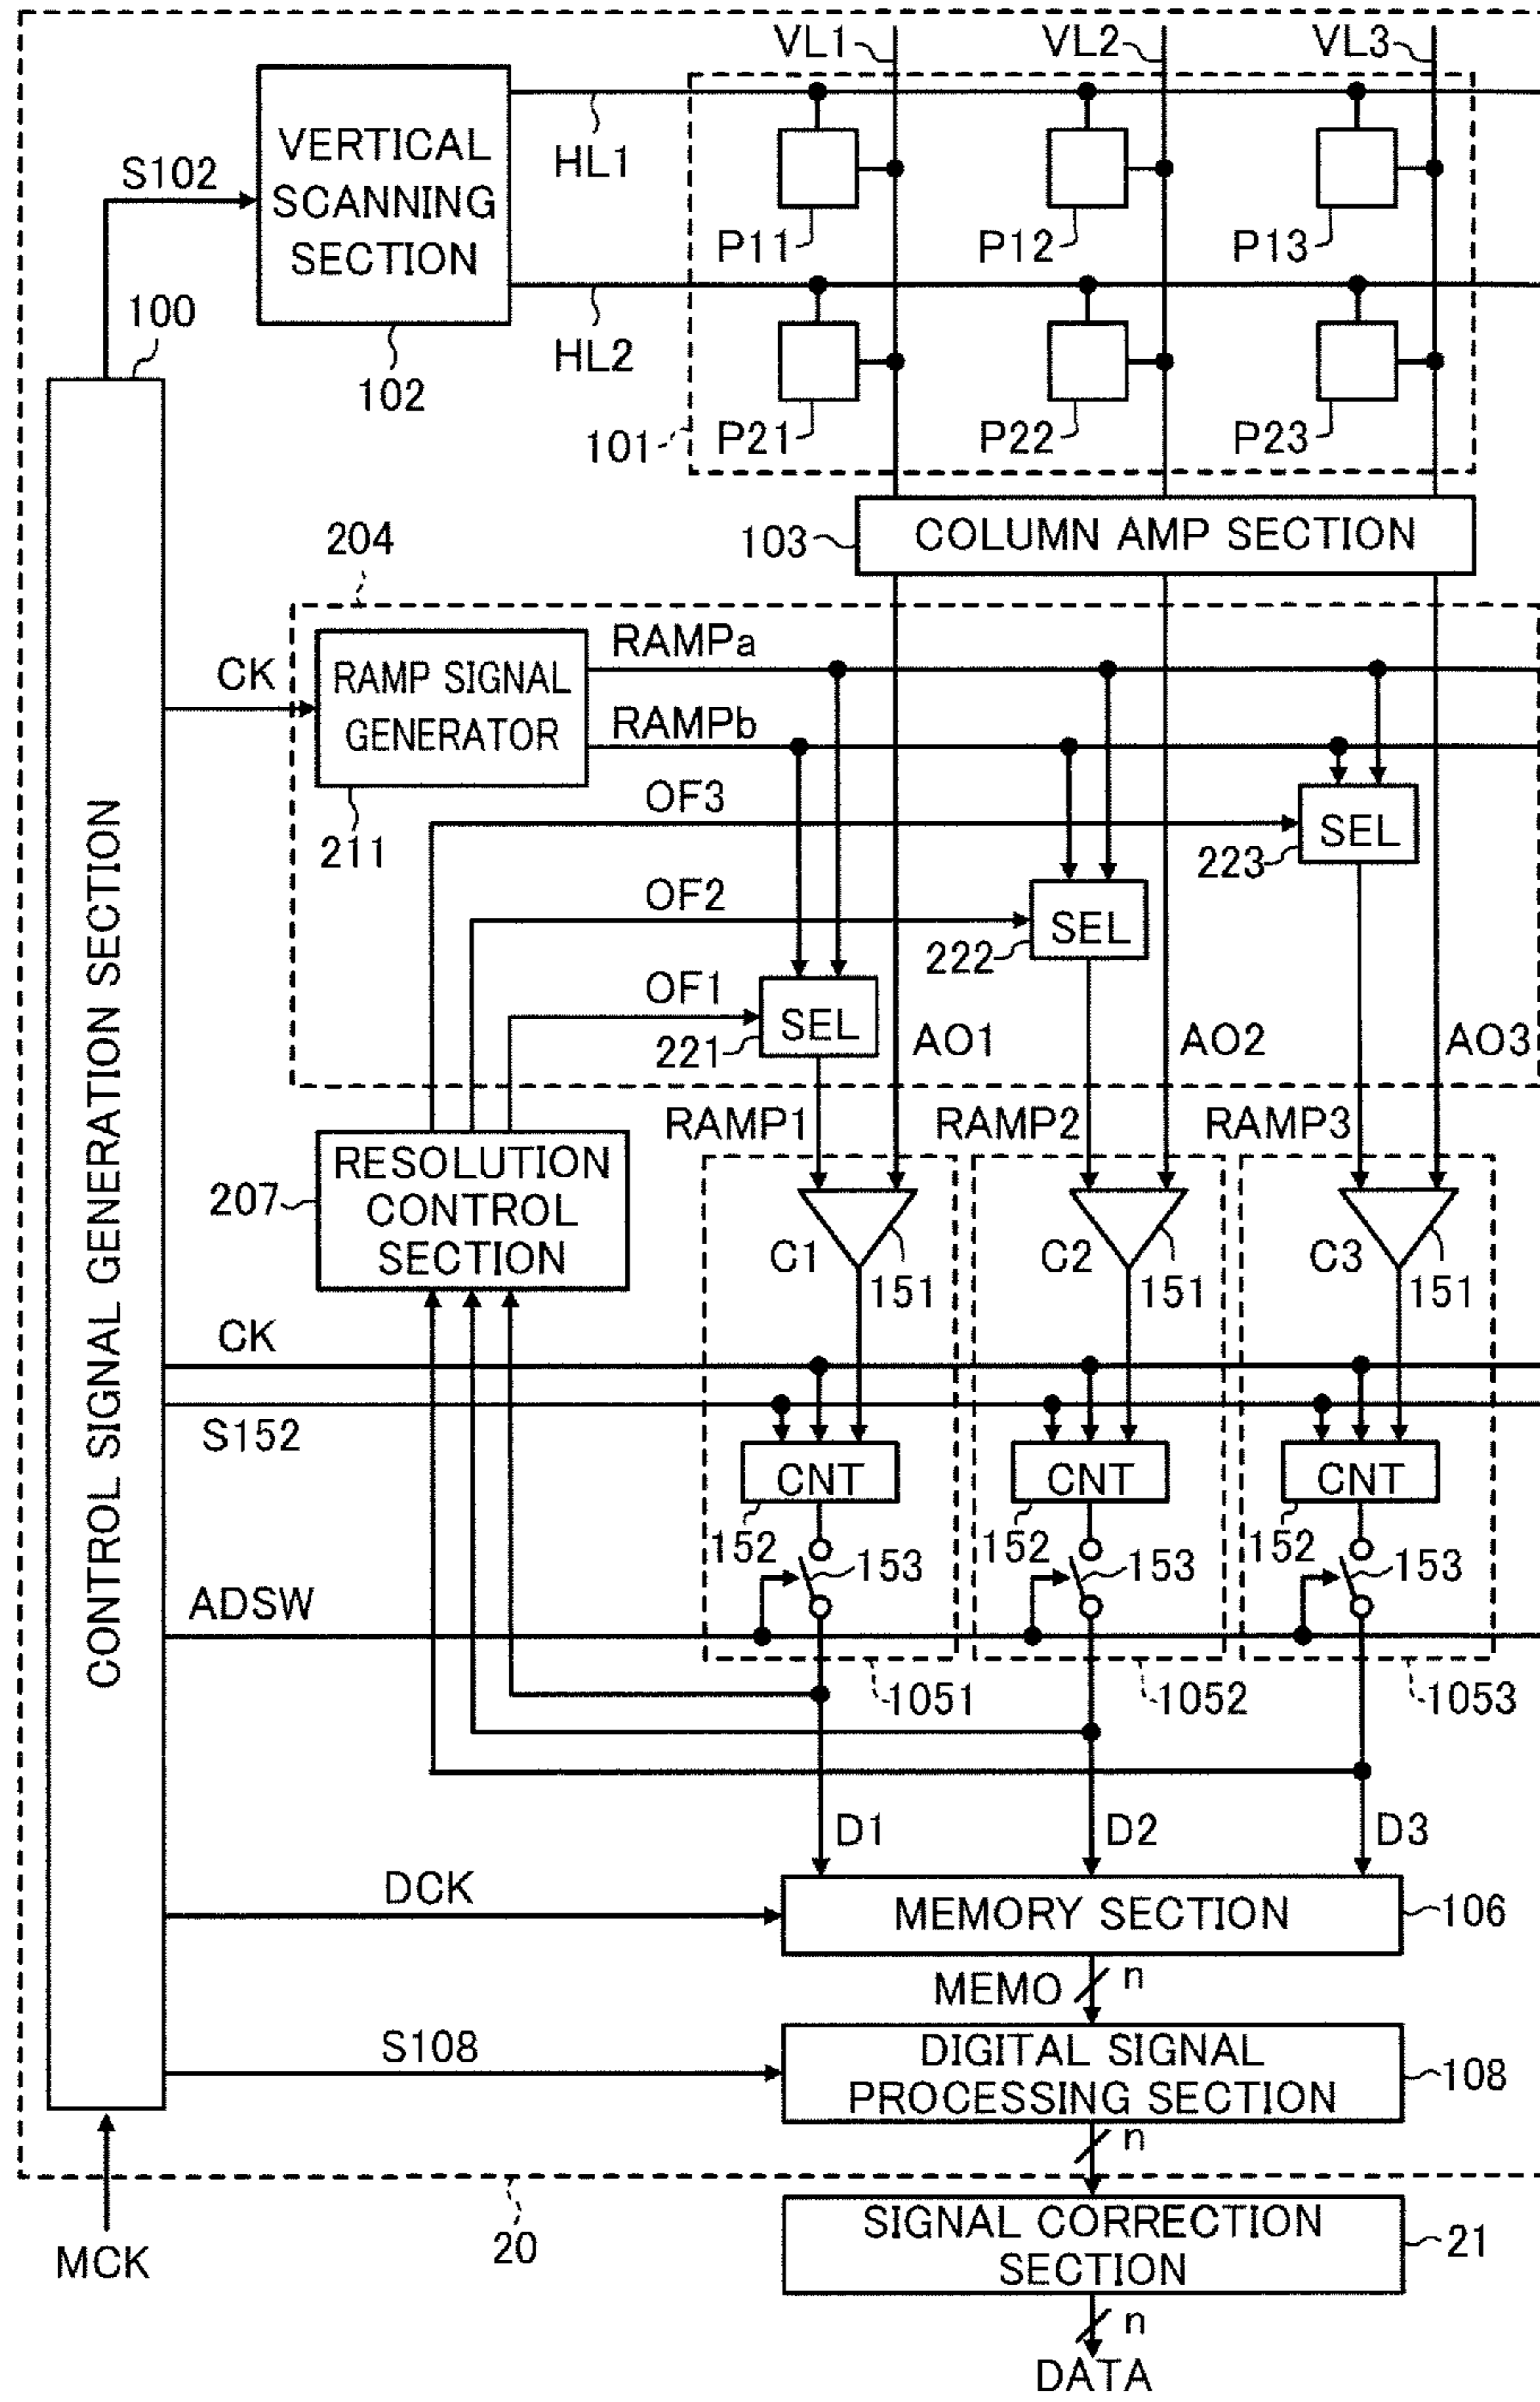 VL1
VL2
VL3
VERTICAL
SCANNING
SECTION
S102
HL1
P11
P12
P13
100
102
HL2
101
P21
P22
P23
103
COLUMN AMP SECTION
204
CK
RAMP SIGNAL
GENERATOR
RAMPa
RAMPb
211
OF3
SEL
223
OF2
SEL
222
OF1
SEL
221
AO1
AO2
AO3
CONTROL SIGNAL GENERATION SECTION
RAMP1
RAMP2
RAMP3
207
RESOLUTION
CONTROL
SECTION
C1
151
C2
151
C3
151
CK
S152
CNT
CNT
CNT
152
153
152
153
152
153
ADSW
1051
1052
1053
D1
D2
D3
DCK
MEMORY SECTION
106
MEMO
n
S108
DIGITAL SIGNAL
PROCESSING SECTION
108
n
MCK
20
SIGNAL CORRECTION
SECTION
21
n
DATA